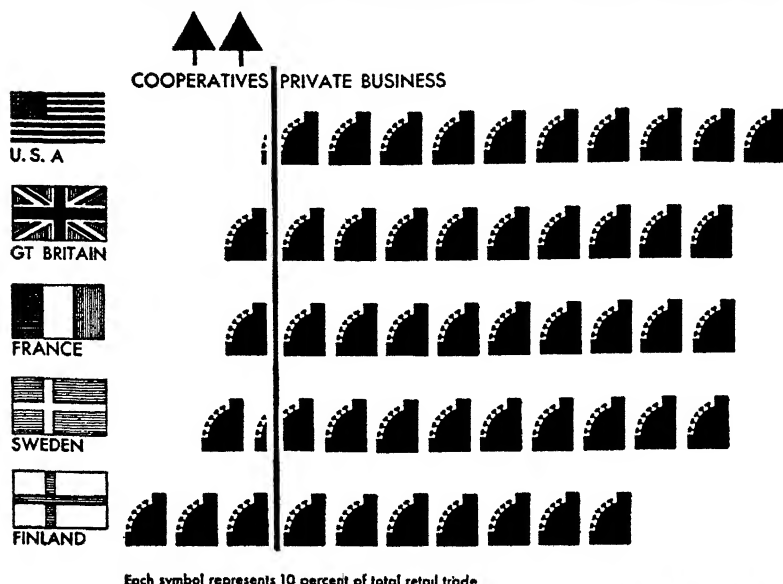 COOPERATIVES PRIVATE BUSINESS
U. S. A
GT BRITAIN
FRANCE
SWEDEN
FINLAND
Each symbol represents 10 percent of total retail trade